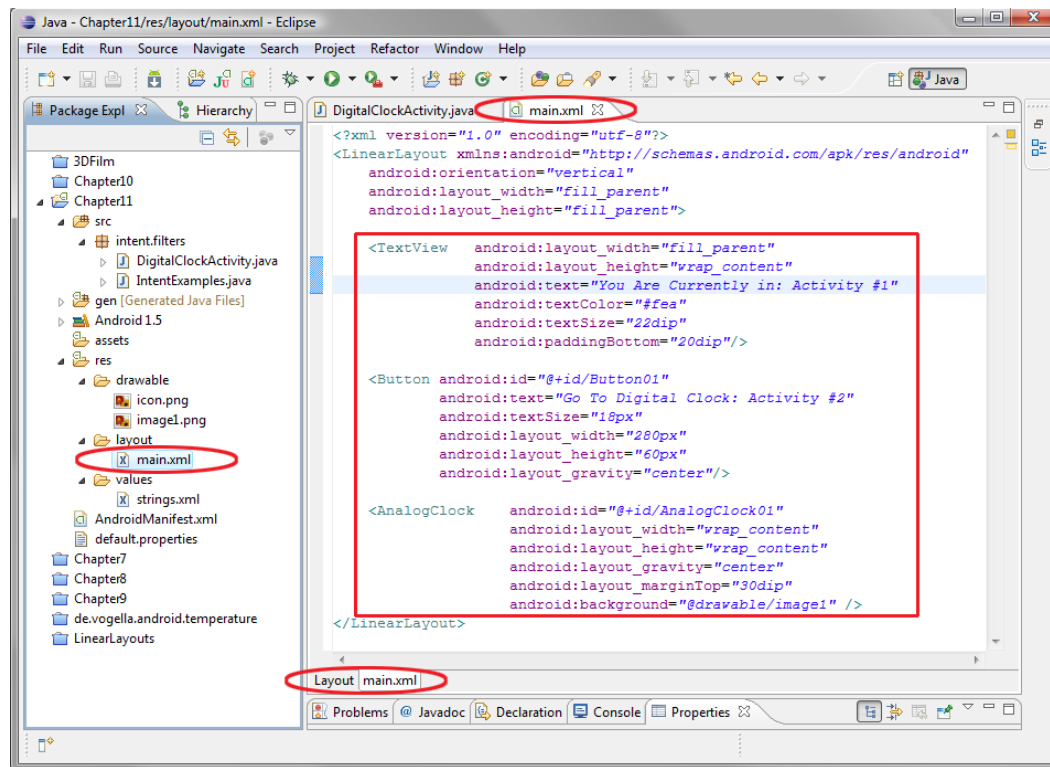 Java - Chapter11/res/layout/main.xml - Eclipse
File Edit Run Source Navigate Search Project Refactor Window Help
Java
Package Expl
Hierarchy
DigitalClockActivity.java
main.xml
3DFilm
Chapter10
Chapter11
src
intent.filters
DigitalClockActivity.java
IntentExamples.java
gen [Generated Java Files]
Android 1.5
assets
res
drawable
icon.png
image1.png
layout
main.xml
values
strings.xml
AndroidManifest.xml
default.properties
Chapter7
Chapter8
Chapter9
de.vogella.android.temperature
LinearLayouts
<?xml version="1.0" encoding="utf-8"?>
<LinearLayout xmlns:android="http://schemas.android.com/apk/res/android"
android:orientation="vertical"
android:layout_width="fill_parent"
android:layout_height="fill_parent">
<TextView android:layout_width="fill_parent"
android:layout_height="wrap_content"
android:text="You Are Currently in: Activity #1"
android:textColor="#fea"
android:textSize="22dip"
android:paddingBottom="20dip"/>
<Button android:id="@+id/Button01"
android:text="Go To Digital Clock: Activity #2"
android:textSize="18px"
android:layout_width="280px"
android:layout_height="60px"
android:layout_gravity="center"/>
<AnalogClock android:id="@+id/AnalogClock01"
android:layout_width="wrap_content"
android:layout_height="wrap_content"
android:layout_gravity="center"
android:layout_marginTop="30dip"
android:background="@drawable/image1" />
</LinearLayout>
Layout main.xml
Problems @ Javadoc Declaration Console Properties